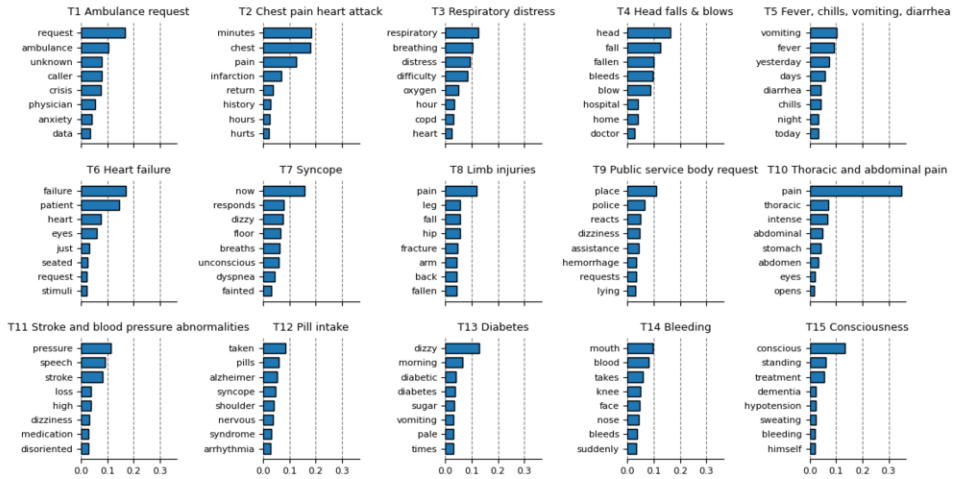 T1 Ambulance request
request
ambulance
unknown
caller
crisis
physician
anxiety
data
T2 Chest pain heart attack
minutes
chest
pain
infarction
return
history
hours
hurts
T3 Respiratory distress
respiratory
breathing
distress
difficulty
oxygen
hour
copd
heart
T4 Head falls & blows
head
fall
fallen
bleeds
blow
hospital
home
doctor
T5 Fever, chills, vomiting, diarrhea
vomiting
fever
yesterday
days
diarrhea
chills
night
today
T6 Heart failure
failure
patient
heart
eyes
just
seated
request
stimuli
T7 Syncope
now
responds
dizzy
floor
breaths
unconscious
dyspnea
fainted
T8 Limb injuries
pain
leg
fall
hip
fracture
arm
back
fallen
T9 Public service body request
place
police
reacts
dizziness
assistance
hemorrhage
requests
lying
T10 Thoracic and abdominal pain
pain
thoracic
intense
abdominal
stomach
abdomen
eyes
opens
T11 Stroke and blood pressure abnormalities
pressure
speech
stroke
loss
high
dizziness
medication
disoriented
0.0 0.1 0.2 0.3
T12 Pill intake
taken
pills
alzheimer
syncope
shoulder
nervous
syndrome
arrhythmia
0.0 0.1 0.2 0.3
T13 Diabetes
dizzy
morning
diabetic
diabetes
sugar
vomiting
pale
times
0.0 0.1 0.2 0.3
T14 Bleeding
mouth
blood
takes
knee
face
nose
bleeds
suddenly
0.0 0.1 0.2 0.3
T15 Consciousness
conscious
standing
treatment
dementia
hypotension
sweating
bleeding
himself
0.0 0.1 0.2 0.3